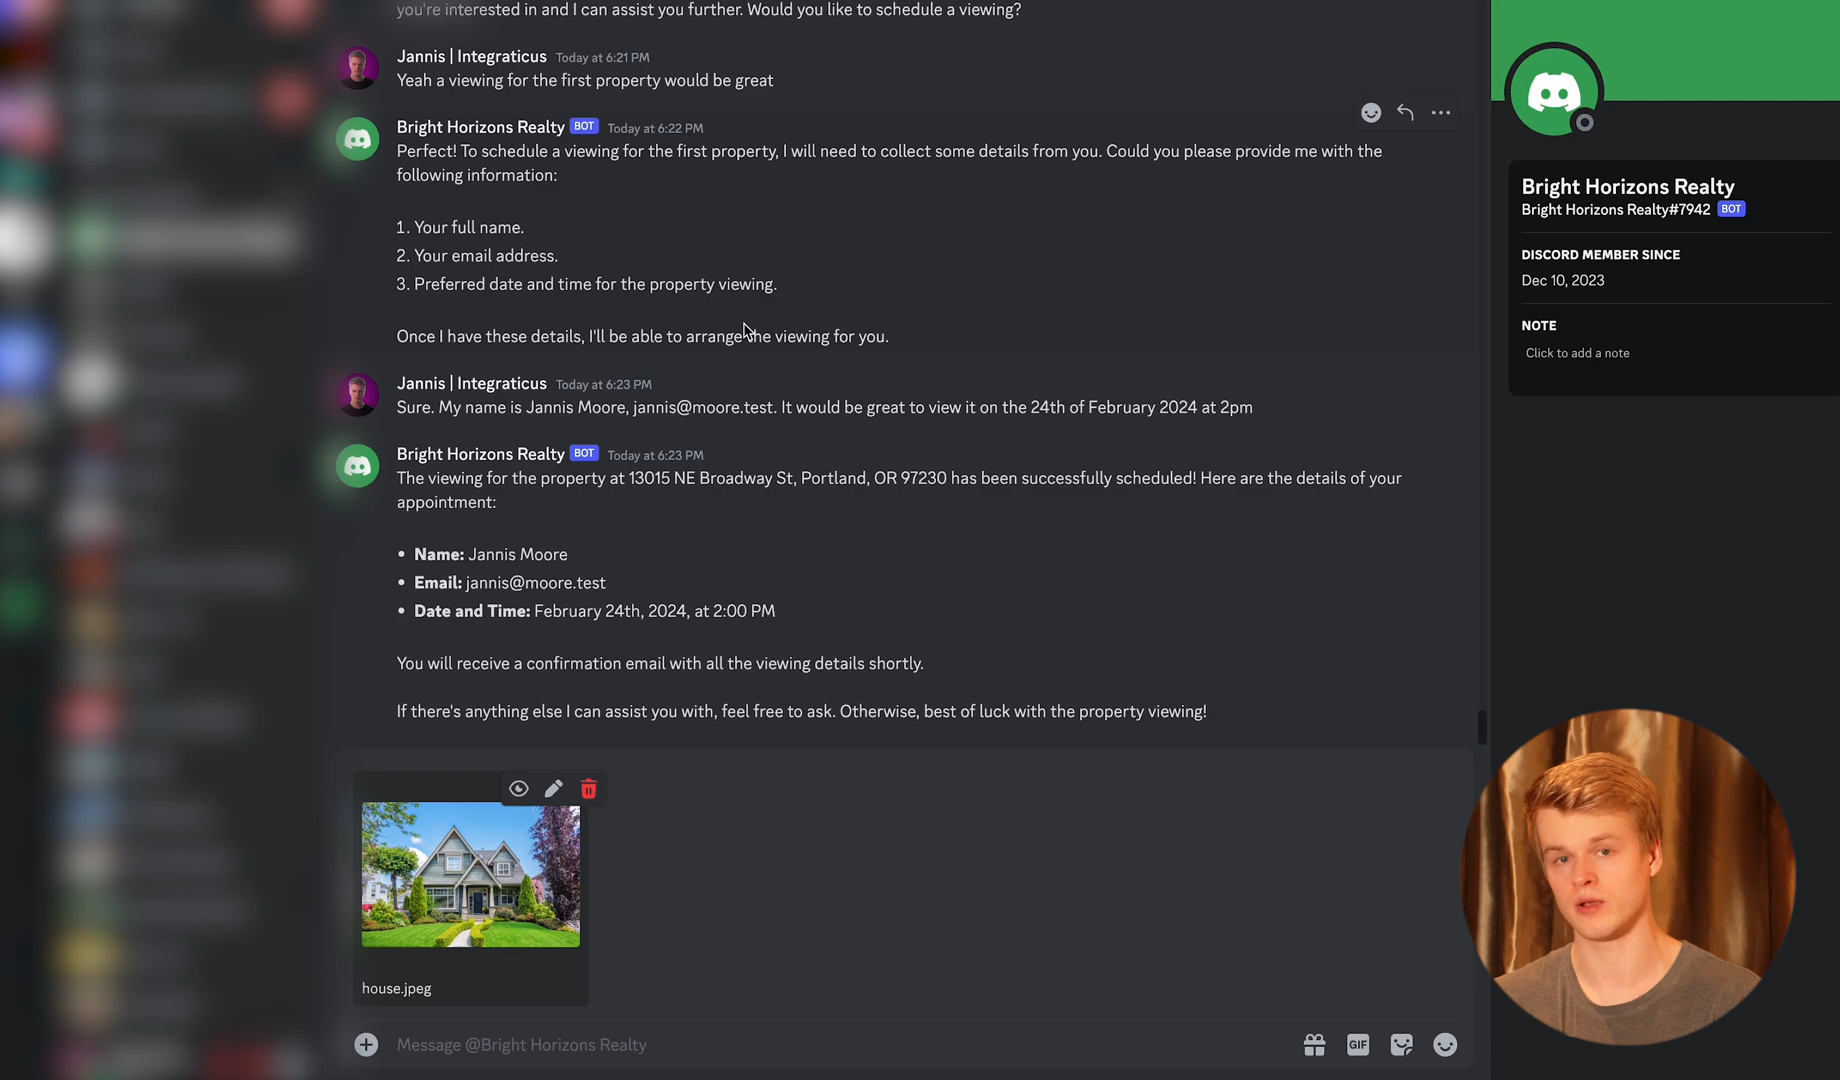 you're interested in and I can assist you further. Would you like to schedule a viewing?
Jannis | Integraticus Today at 6:21 PM
Yeah a viewing for the first property would be great
Bright Horizons Realty BOT Today at 6:22 PM
Perfect! To schedule a viewing for the first property, I will need to collect some details from you. Could you please provide me with the
following information:
1. Your full name.
2. Your email address.
3. Preferred date and time for the property viewing.
Once I have these details, I'll be able to arrange the viewing for you.
Jannis | Integraticus Today at 6:23 PM
Sure. My name is Jannis Moore, jannis@moore.test. It would be great to view it on the 24th of February 2024 at 2pm
Bright Horizons Realty BOT Today at 6:23 PM
The viewing for the property at 13015 NE Broadway St, Portland, OR 97230 has been successfully scheduled! Here are the details of your
appointment:
• Name: Jannis Moore
• Email: jannis@moore.test
• Date and Time: February 24th, 2024, at 2:00 PM
You will receive a confirmation email with all the viewing details shortly.
If there's anything else I can assist you with, feel free to ask. Otherwise, best of luck with the property viewing!
house.jpeg
Message @Bright Horizons Realty
GIF
Bright Horizons Realty
Bright Horizons Realty#7942 BOT
DISCORD MEMBER SINCE
Dec 10, 2023
NOTE
Click to add a note